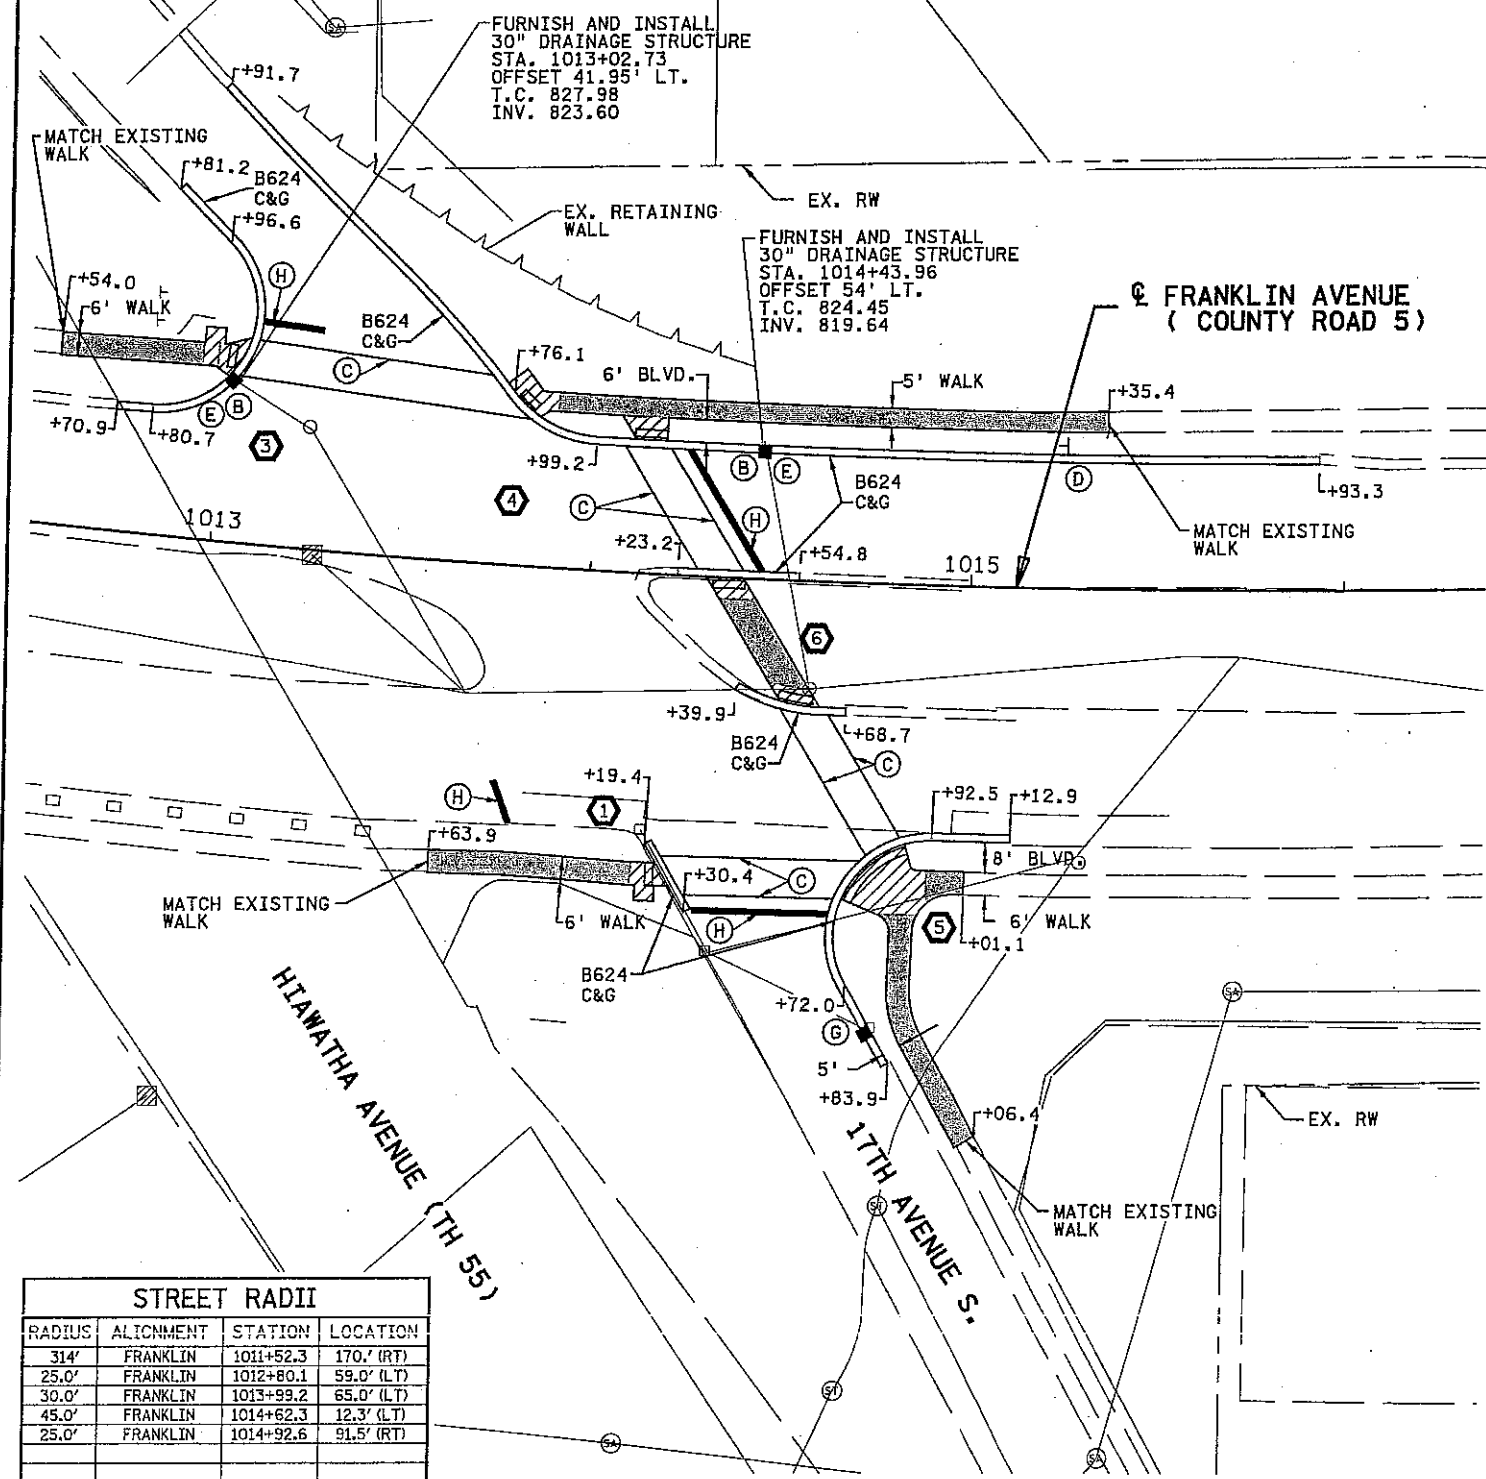 FURNISH AND INSTALL
30" DRAINAGE STRUCTURE
STA. 1013+02.73
OFFSET 41.95' LT.
T.C. 827.98
INV. 823.60
SA
+91.7
MATCH EXISTING
WALK
+81.2
B624
C&G
+96.6
EX. RETAINING
WALL
EX. RW
FURNISH AND INSTALL
30" DRAINAGE STRUCTURE
STA. 1014+43.96
OFFSET 54' LT.
T.C. 824.45
INV. 819.64
℄ FRANKLIN AVENUE
( COUNTY ROAD 5)
+54.0
6' WALK
H
B624
C&G
C
+76.1
6' BLVD.
5' WALK
+35.4
+70.9
+80.7
E
B
3
+99.2
B
E
D
B624
C&G
+93.3
MATCH EXISTING
WALK
4
C
H
1013
+23.2
+54.8
1015
6
+39.9
+68.7
B624
C&G
C
+19.4
H
1
+92.5
+12.9
+63.9
8' BLVD.
MATCH EXISTING
WALK
+30.4
C
6' WALK
H
5
6' WALK
+01.1
B624
C&G
+72.0
G
5'
+83.9
SA
+06.4
EX. RW
HIAWATHA AVENUE (TH 55)
17TH AVENUE S.
MATCH EXISTING
WALK
ST
ST
SA
SA
STREET RADII
RADIUS ALIGNMENT STATION LOCATION
314' FRANKLIN 1011+52.3 170.' (RT)
25.0' FRANKLIN 1012+80.1 59.0' (LT)
30.0' FRANKLIN 1013+99.2 65.0' (LT)
45.0' FRANKLIN 1014+62.3 12.3' (LT)
25.0' FRANKLIN 1014+92.6 91.5' (RT)